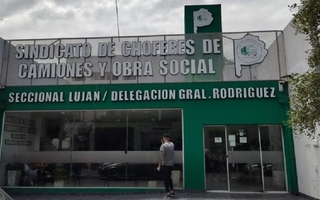 SINDICATO DE CHOFERES DE
CAMIONES Y OBRA SOCIAL
SECCIONAL LUJAN / DELEGACION GRAL. RODRIGUEZ